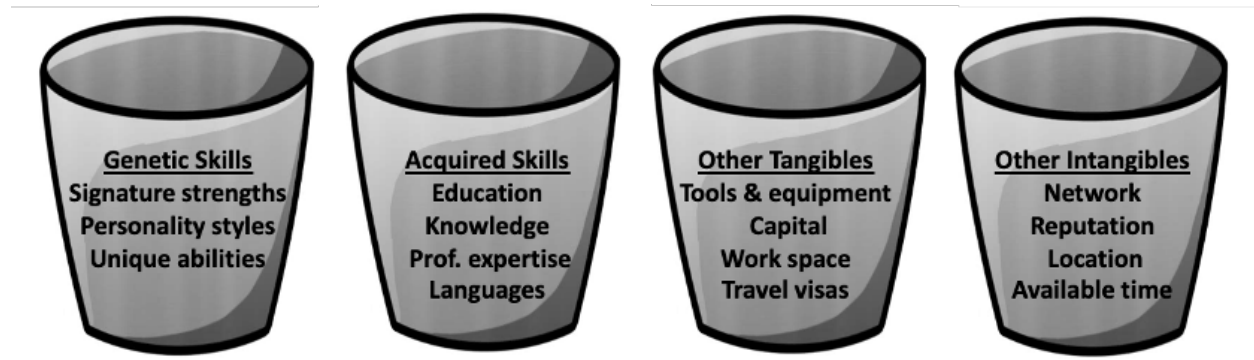 Genetic Skills
Signature strengths
Personality styles
Unique abilities
Acquired Skills
Education
Knowledge
Prof. expertise
Languages
Other Tangibles
Tools & equipment
Capital
Work space
Travel visas
Other Intangibles
Network
Reputation
Location
Available time